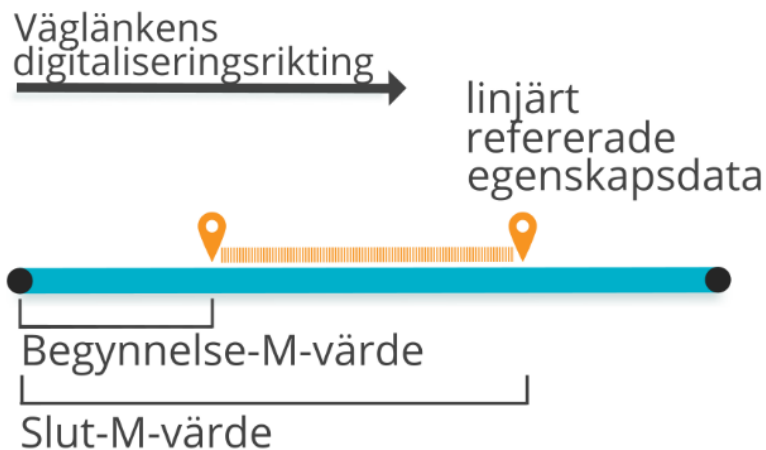 Väglänkens
digitaliseringsrikting
linjärt
refererade
egenskapsdata
Begynnelse-M-värde
Slut-M-värde